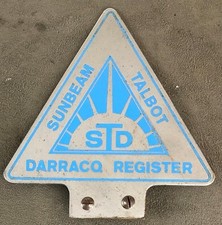 SUNBEAM
TALBOT
STD
DARRACQ REGISTER